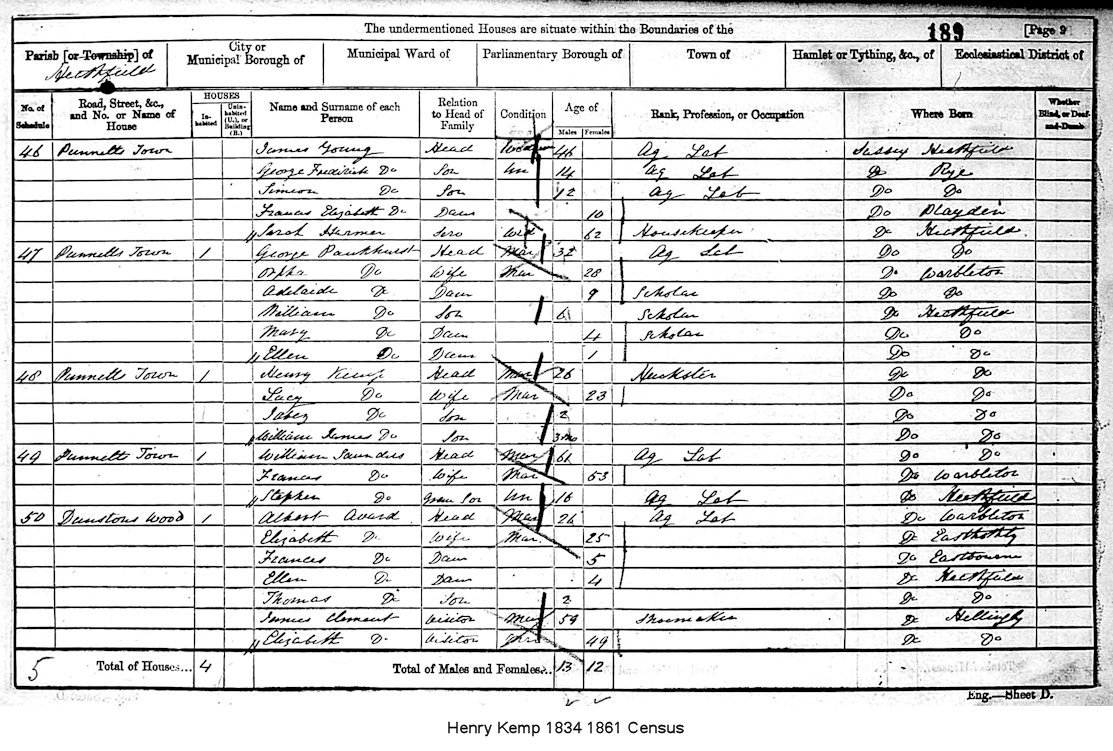 The undermentioned Houses are situate within the Boundaries of the
189 [Page 9
Parish [or Township] of City or Municipal Borough of Municipal Ward of Parliamentary Borough of Town of Hamlet or Tything, &c., of Ecclesiastical District of
Heathfield
No. of Schedule Road, Street, &c., and No. or Name of House HOUSES Inhabited Uninhabited (U.), or Building (B.) Name and Surname of each Person Relation to Head of Family Condition Age of Males Females Rank, Profession, or Occupation Where Born Whether Blind, or Deaf-and-Dumb
46 Punnetts Town James Young Head 46 Ag Lab Sussex Heathfield
George Frederick Do Son Un 14 Ag Lab Do Rye
Simeon Do Son 12 Ag Lab Do Do
Frances Elizabeth Do Daur 10 Do Playden
Sarah Harmer Serv Wid 62 Housekeeper Do Heathfield
47 Punnetts Town 1 George Pankhurst Head Mar 32 Ag Lab Do Do
Orpha Do Wife Mar 28 Do Warbleton
Adelaide Do Daur 9 Scholar Do Do
William Do Son 6 Scholar Do Heathfield
Mary Do Daur 4 Scholar Do Do
Ellen Do Daur 1 Do Do
48 Punnetts Town 1 Henry Kemp Head Mar 26 Huckster Do Do
Lucy Do Wife Mar 23 Do Do
Jabez Do Son 2 Do Do
William James Do Son 3 mo Do Do
49 Punnetts Town 1 William Saunders Head Mar 61 Ag Lab Do Do
Frances Do Wife Mar 53 Do Warbleton
Stephen Do Gran Son Un 16 Ag Lab Do Heathfield
50 Dunstons Wood 1 Albert Avard Head Mar 26 Ag Lab Do Warbleton
Elizabeth Do Wife Mar 25 Do Easthothly
Frances Do Daur 5 Do Eastbourne
Ellen Do Daur 4 Do Heathfield
Thomas Do Son 2 Do Do
James Clement Visitor Mar 59 Shoemaker Do Hellingly
Elizabeth Do Visitor 49 Do Do
5 Total of Houses... 4 Total of Males and Females... 13 12
Eng.—Sheet D.
Henry Kemp 1834 1861 Census